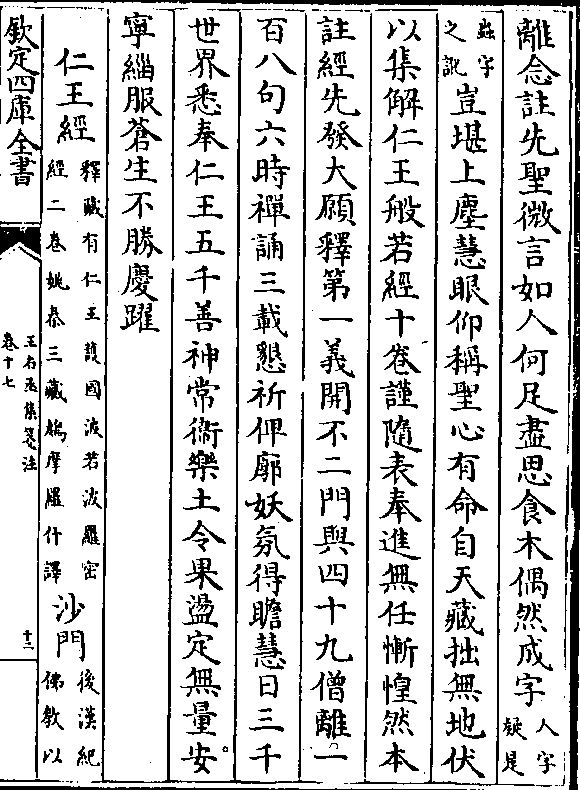 離念註先聖微言如人何足盡思食木偶然成字人字疑是
蟲字之訛豈堪上塵慧眼仰稱聖心有命自天藏拙無地伏
以集解仁王般若經十卷謹隨表奉進無任慚惶然本
註經先發大願釋第一義開不二門與四十九僧離一
百八句六時禪誦三載懇祈俾廓妖氛得瞻慧日三千
世界悉奉仁王五千善神常衞樂土令果盪定無量安
寧緇服蒼生不勝慶躍
仁王經釋藏有仁王護國波若波羅密
經二卷姚秦三藏鳩摩羅什譯沙門後漢紀
佛教以
欽定四庫全書
王右丞集箋注
卷十七
十二